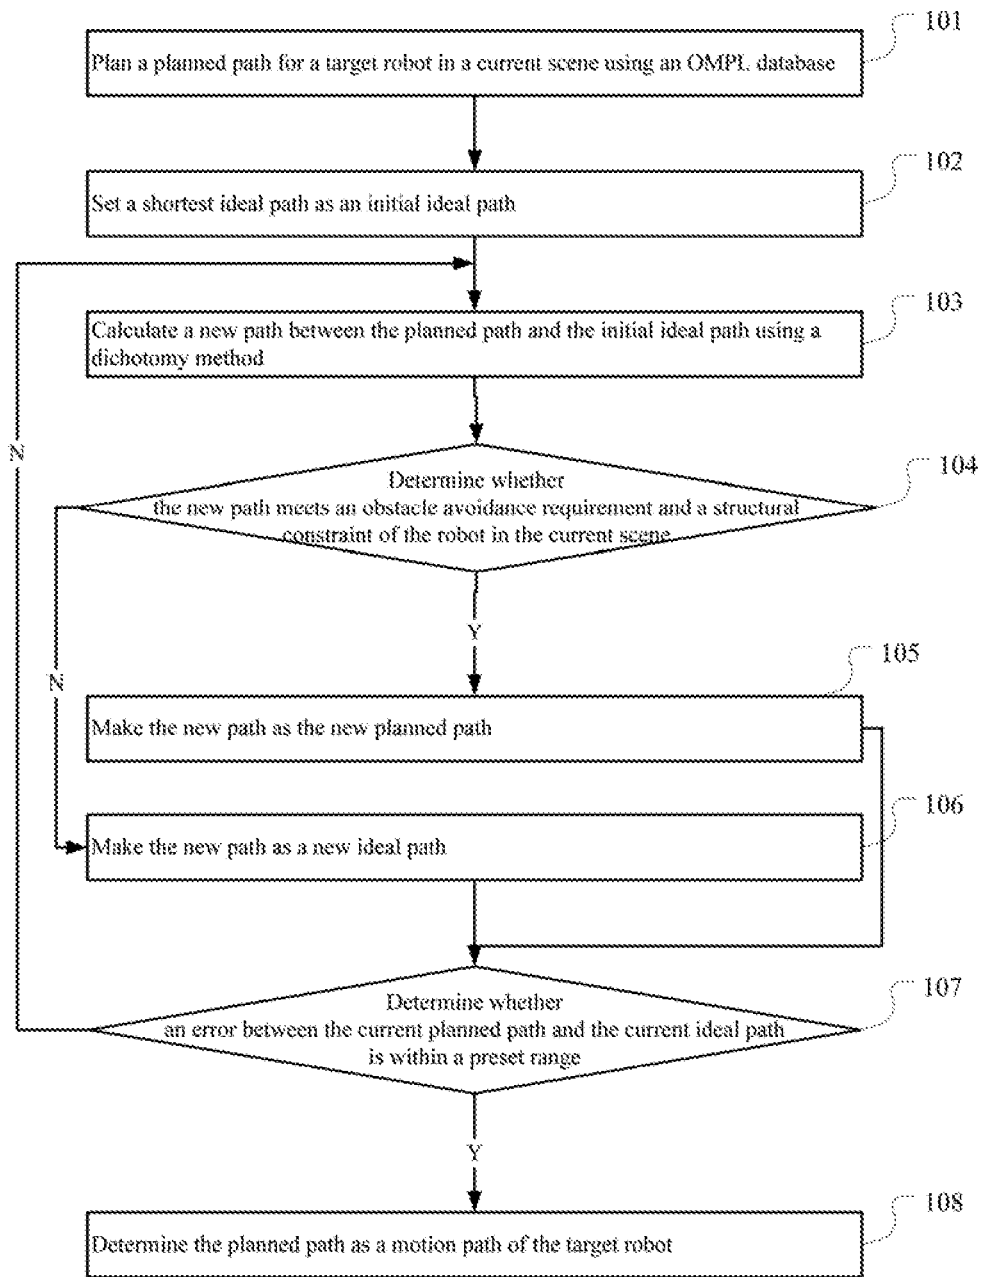 101
Plan a planned path for a target robot in a current scene using an OMPL database
102
Set a shortest ideal path as an initial ideal path
103
Calculate a new path between the planned path and the initial ideal path using a
dichotomy method
N
104
Determine whether
the new path meets an obstacle avoidance requirement and a structural
constraint of the robot in the current scene
Y
105
N
Make the new path as the new planned path
106
Make the new path as a new ideal path
107
Determine whether
an error between the current planned path and the current ideal path
is within a preset range
Y
108
Determine the planned path as a motion path of the target robot